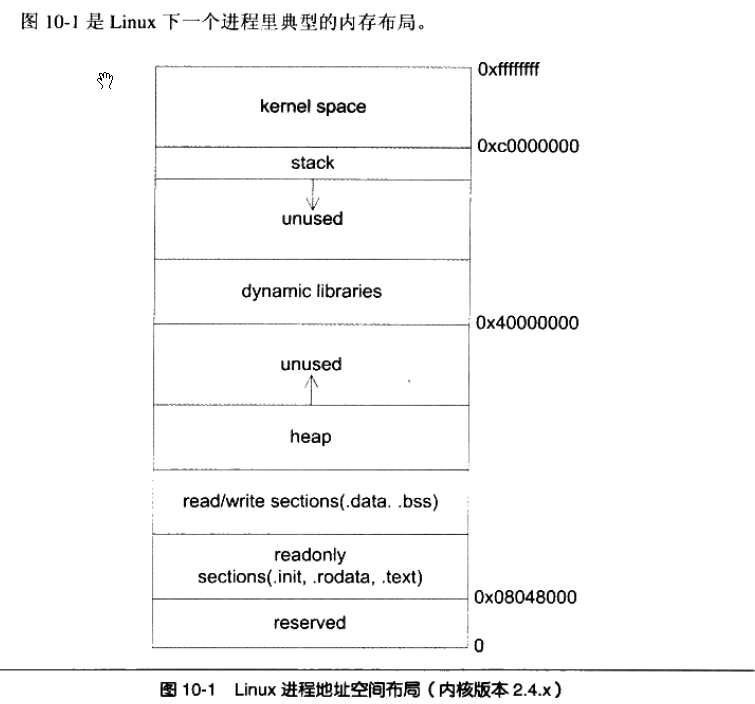 图 10-1 是 Linux 下一个进程里典型的内存布局。
0xffffffff
kernel space
0xc0000000
stack
unused
dynamic libraries
0x40000000
unused
heap
read/write sections(.data. .bss)
readonly
sections(.init, .rodata, .text)
0x08048000
reserved
0
图 10-1 Linux 进程地址空间布局（内核版本 2.4.x）